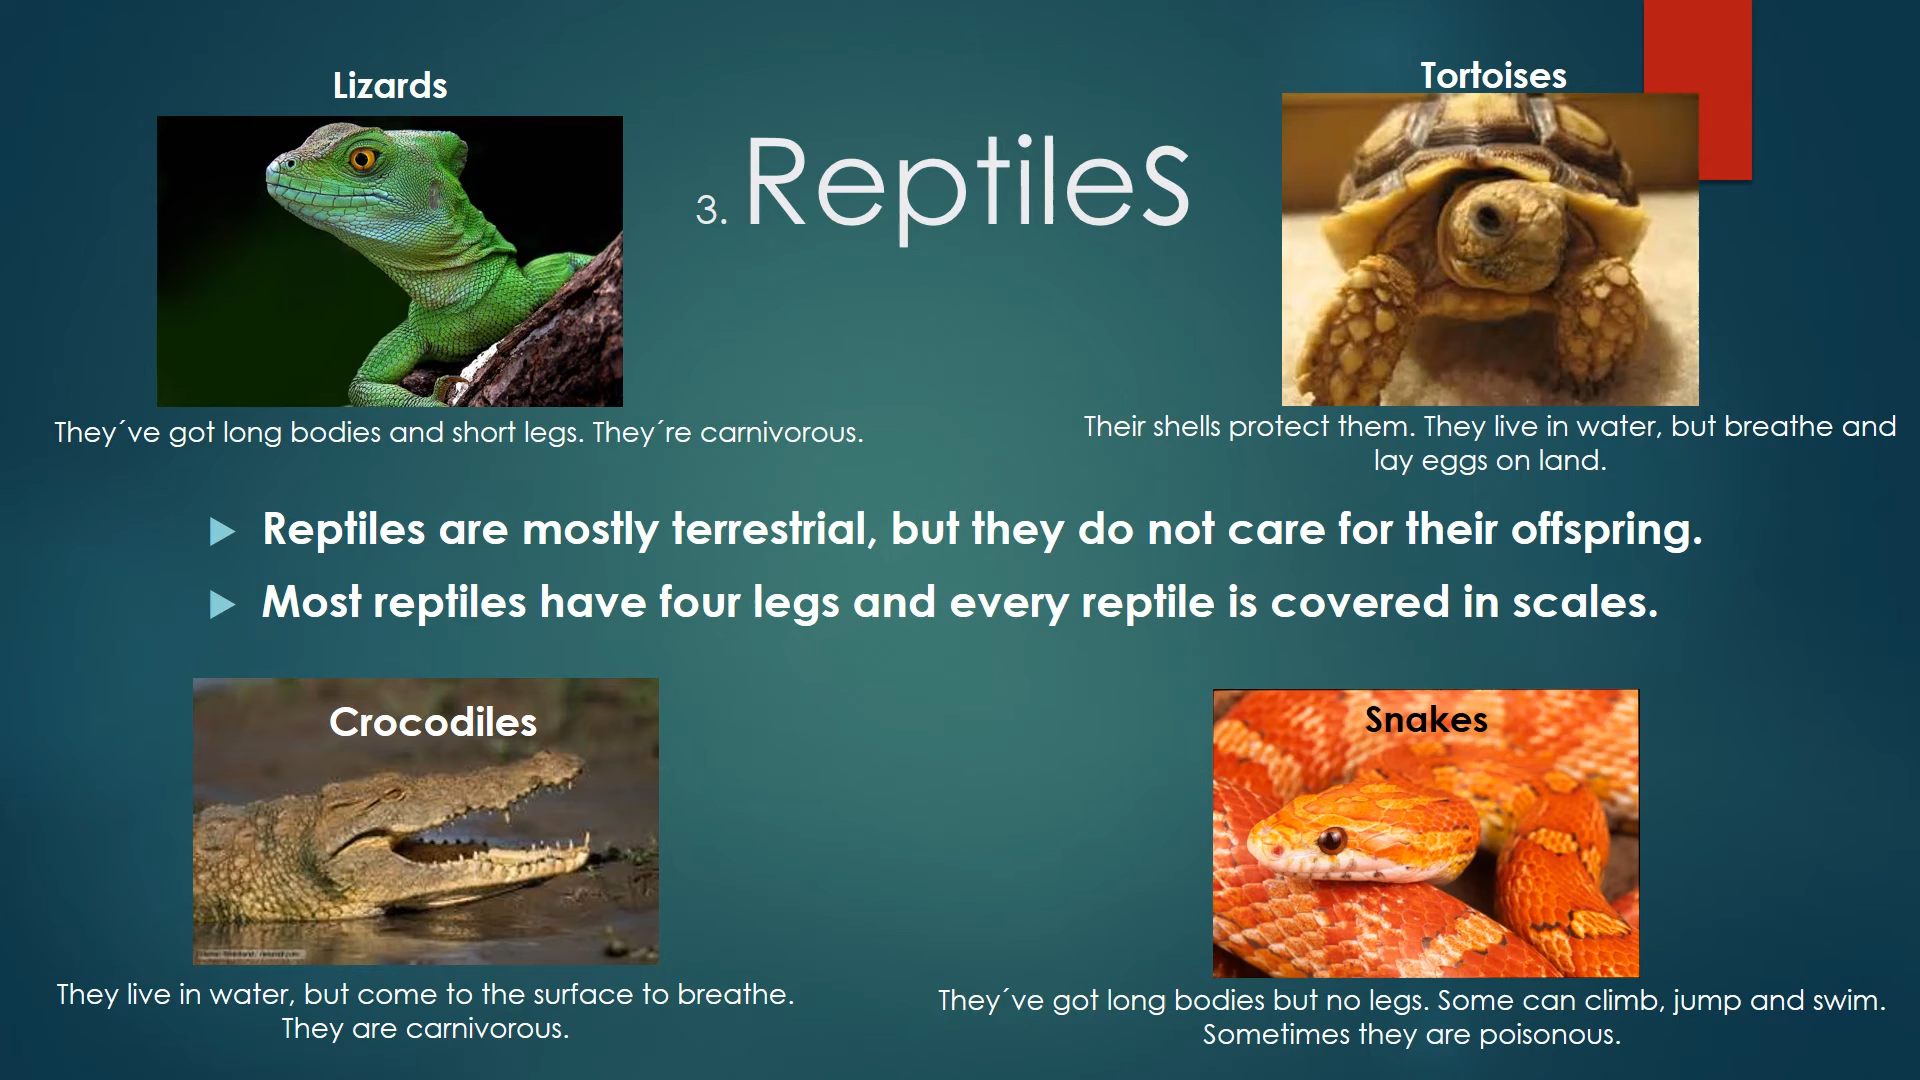 Lizards
Tortoises
3. Reptiles
They´ve got long bodies and short legs. They´re carnivorous.
Their shells protect them. They live in water, but breathe and
lay eggs on land.
Reptiles are mostly terrestrial, but they do not care for their offspring.
Most reptiles have four legs and every reptile is covered in scales.
Crocodiles
Snakes
They live in water, but come to the surface to breathe.
They are carnivorous.
They´ve got long bodies but no legs. Some can climb, jump and swim.
Sometimes they are poisonous.